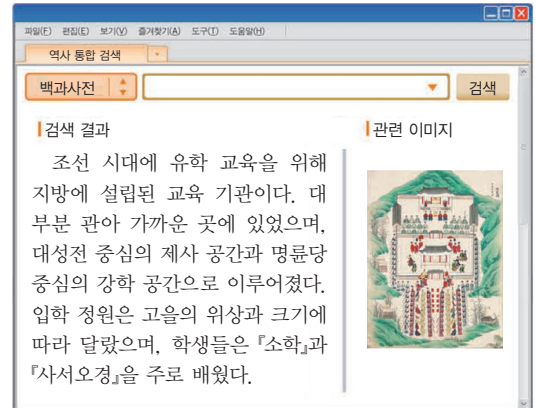 파일(F) 편집(E) 보기(V) 즐겨찾기(A) 도구(T) 도움말(H)
역사 통합 검색
백과사전 검색
검색 결과
관련 이미지
조선 시대에 유학 교육을 위해
지방에 설립된 교육 기관이다. 대
부분 관아 가까운 곳에 있었으며,
대성전 중심의 제사 공간과 명륜당
중심의 강학 공간으로 이루어졌다.
입학 정원은 고을의 위상과 크기에
따라 달랐으며, 학생들은 『소학』과
『사서오경』을 주로 배웠다.